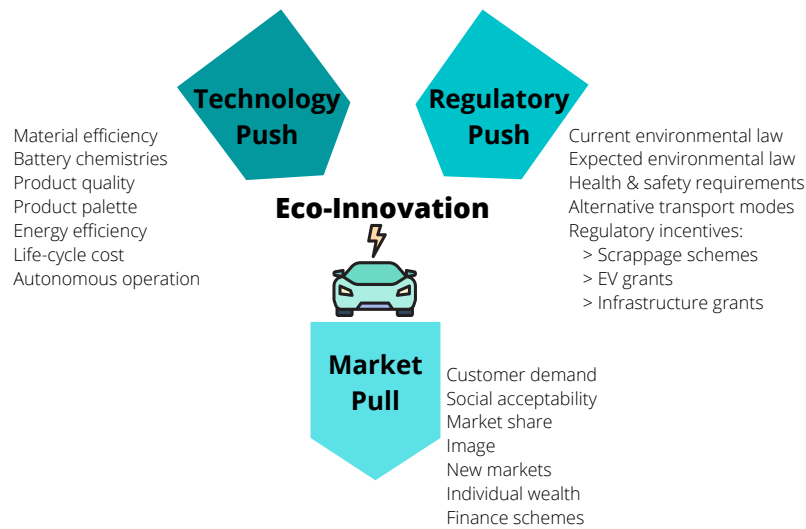 Technology
Push
Regulatory
Push
Material efficiency
Battery chemistries
Product quality
Product palette
Energy efficiency
Life-cycle cost
Autonomous operation
Current environmental law
Expected environmental law
Health & safety requirements
Alternative transport modes
Regulatory incentives:
> Scrappage schemes
> EV grants
> Infrastructure grants
Eco-Innovation
Market
Pull
Customer demand
Social acceptability
Market share
Image
New markets
Individual wealth
Finance schemes